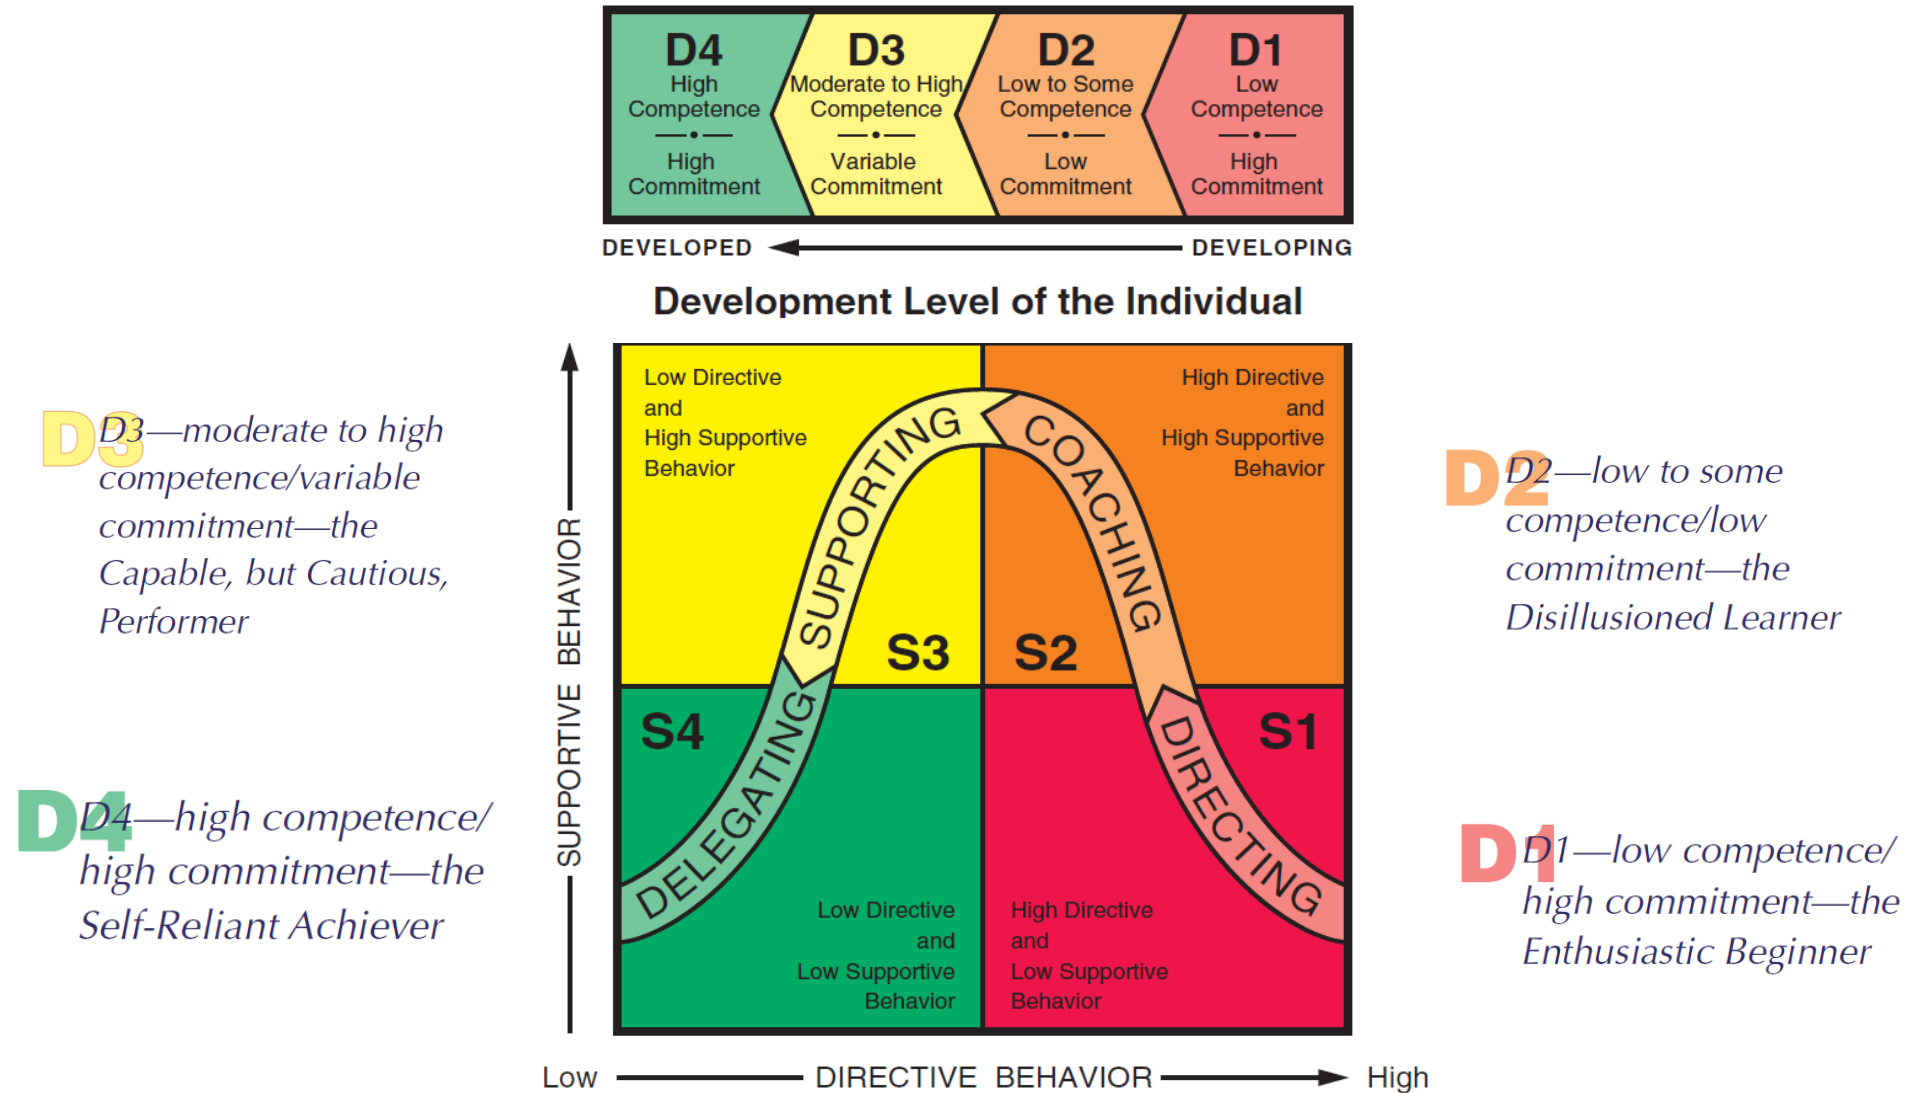 D4
High
Competence
High
Commitment
D3
Moderate to High
Competence
Variable
Commitment
D2
Low to Some
Competence
Low
Commitment
D1
Low
Competence
High
Commitment
DEVELOPED
DEVELOPING
Development Level of the Individual
SUPPORTIVE BEHAVIOR
Low Directive
and
High Supportive
Behavior
High Directive
and
High Supportive
Behavior
SUPPORTING
COACHING
S3
S2
S4
S1
DELEGATING
DIRECTING
Low Directive
and
Low Supportive
Behavior
High Directive
and
Low Supportive
Behavior
Low
DIRECTIVE BEHAVIOR
High
D3
D3—moderate to high
competence/variable
commitment—the
Capable, but Cautious,
Performer
D4
D4—high competence/
high commitment—the
Self-Reliant Achiever
D2
D2—low to some
competence/low
commitment—the
Disillusioned Learner
D1
D1—low competence/
high commitment—the
Enthusiastic Beginner